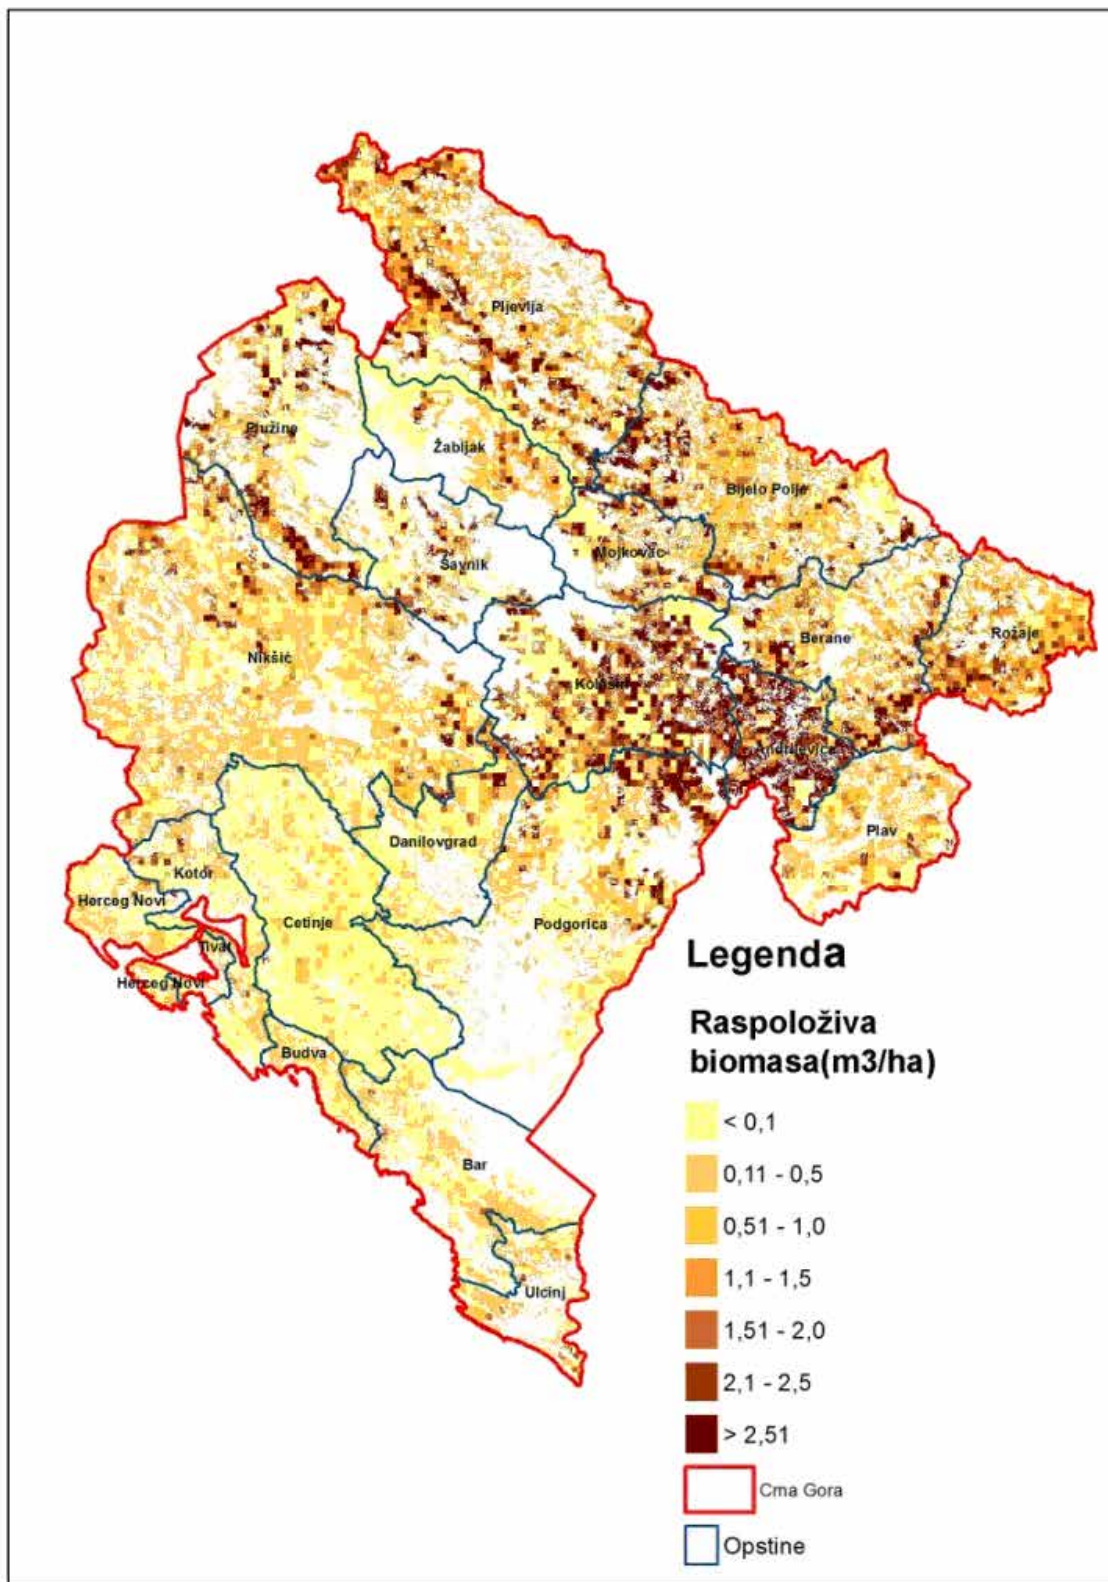 Pljevlja
Plužine
Žabljak
Bijelo Polje
Mojkovac
Šavnik
Berane
Rožaje
Nikšić
Kolašin
Andrijevica
Plav
Danilovgrad
Kotor
Herceg Novi
Cetinje
Podgorica
Tivat
Herceg Novi
Budva
Bar
Ulcinj
Legenda
Raspoloživa
biomasa(m3/ha)
< 0,1
0,11 - 0,5
0,51 - 1,0
1,1 - 1,5
1,51 - 2,0
2,1 - 2,5
> 2,51
Crna Gora
Opstine